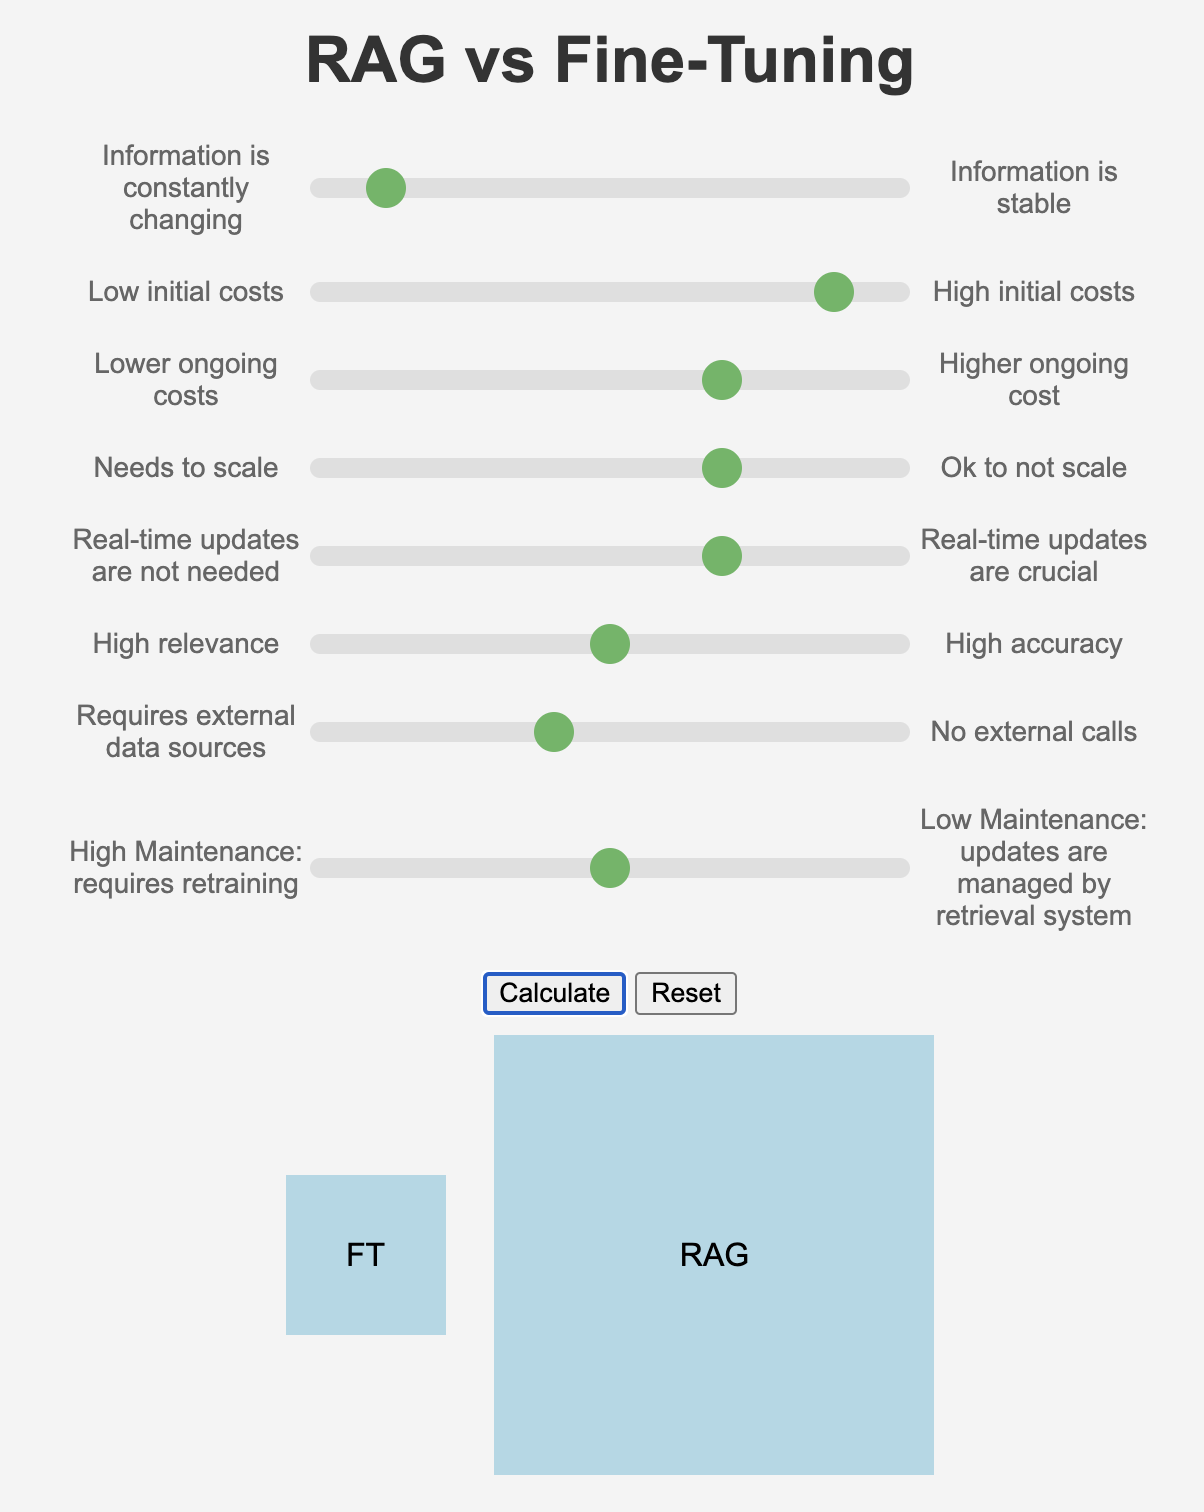 RAG vs Fine-Tuning
Information is
constantly
changing
Information is
stable
Low initial costs
High initial costs
Lower ongoing
costs
Higher ongoing
cost
Needs to scale
Ok to not scale
Real-time updates
are not needed
Real-time updates
are crucial
High relevance
High accuracy
Requires external
data sources
No external calls
High Maintenance:
requires retraining
Low Maintenance:
updates are
managed by
retrieval system
Calculate
Reset
FT
RAG